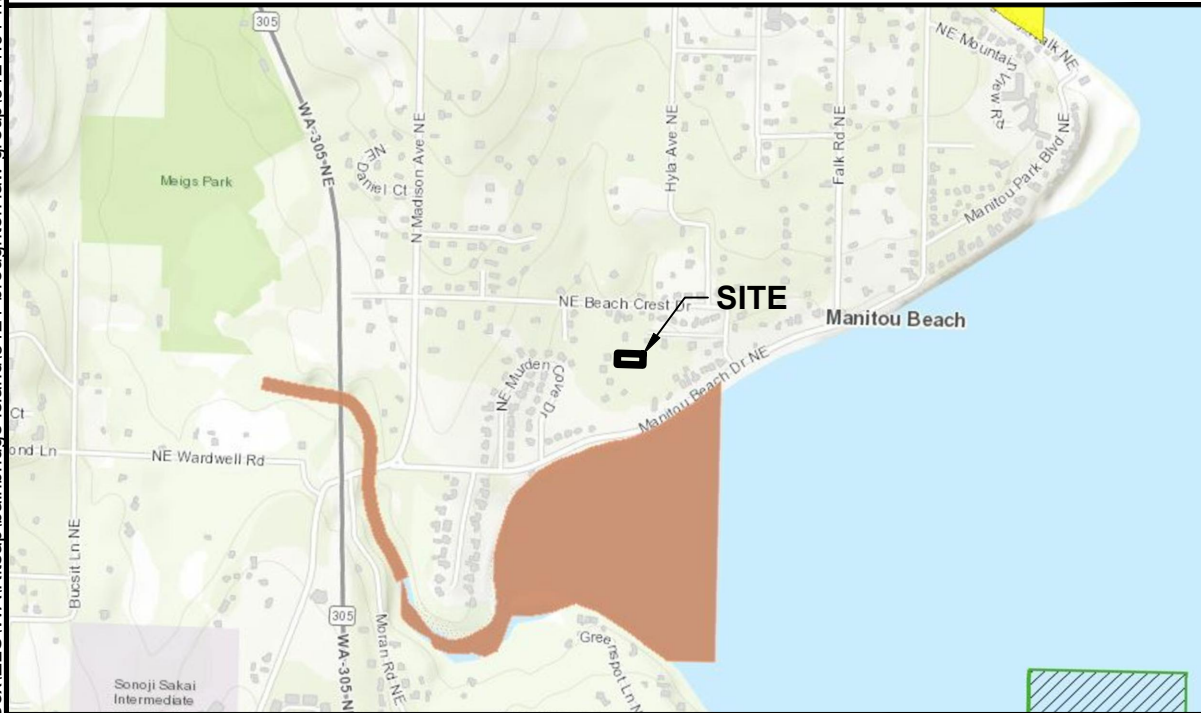 305
NE Mountain
View Rd
alk NE
WA-305-NE
NE
Daniel Ct
N Madison Ave NE
Hyla Ave NE
Falk Rd NE
Manitou Park Blvd NE
Meigs Park
NE Beach Crest Dr
SITE
Manitou Beach
NE Murden
Cove Dr
Manitou Beach Dr NE
Ct
ond Ln
NE Wardwell Rd
Bucsit Ln NE
305
WA-305-N
Moran Rd NE
Greenspot Ln N
Sonoji Sakai
Intermediate